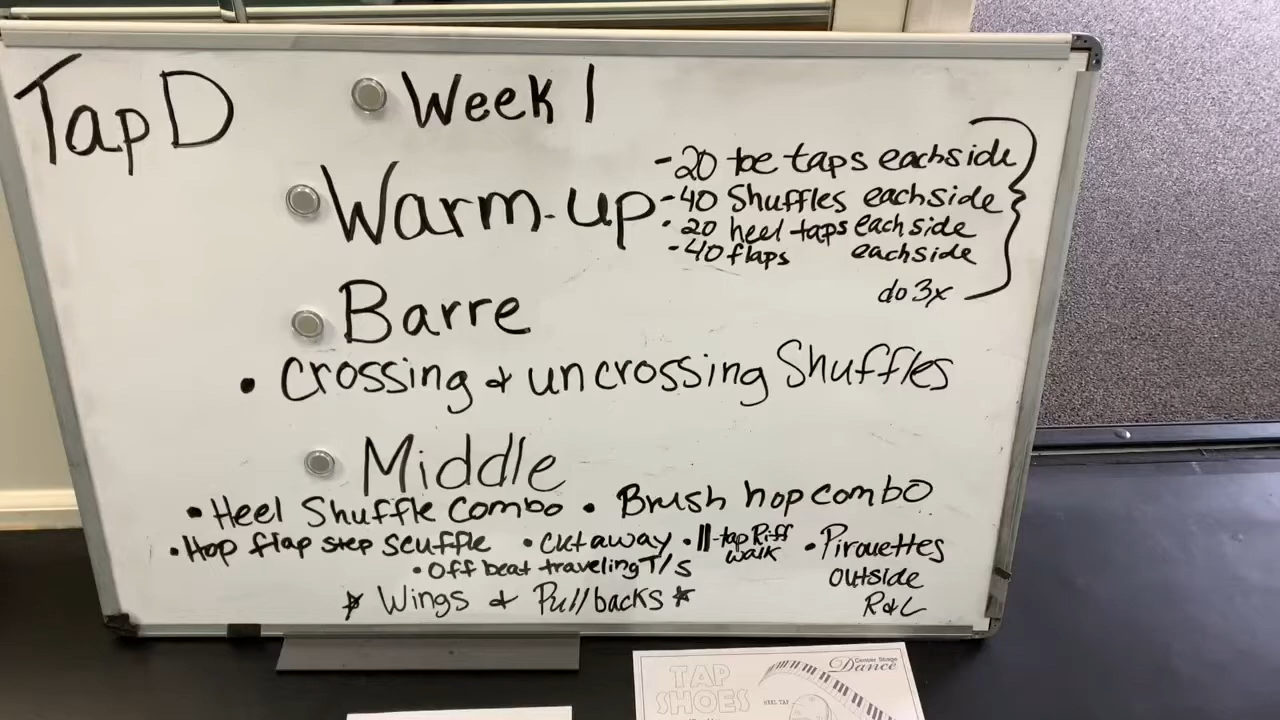 Tap D
Week 1
Warm-up
-20 toe taps each side
-40 Shuffles each side
-20 heel taps each side
-40 flaps each side
do 3x
Barre
• Crossing & uncrossing Shuffles
Middle
• Heel Shuffle Combo • Brush hop combo
• Hop flap step Scuffle • Cutaway • 11-tap Riff walk • Pirouettes
outside
R & L
• Off beat traveling T/S
* Wings & Pullbacks *
TAP
SHOES
HEEL TAP
Center Stage
Dance